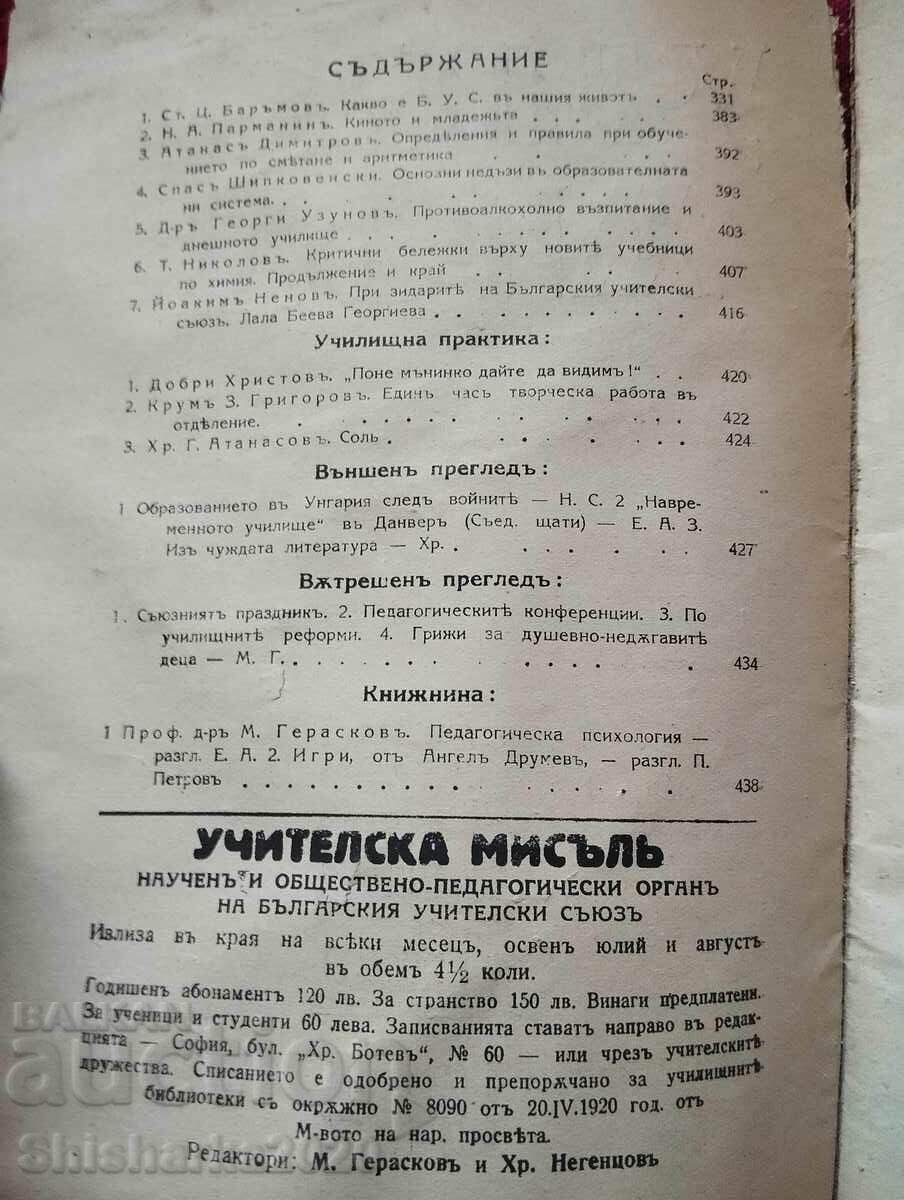 СЪДЪРЖАНИЕ
Стр.
1. Ст. Ц. Баръмовъ. Какво е Б. У. С. въ нашия животъ . . 331
2. Н. А. Парманинъ. Киното и младежьта . . . . . 383
3. Атанасъ Димитровъ. Опредѣления и правила при обуче-
нието по смѣтане и аритметика . . . . 392
4. Спасъ Шипковенски. Основни недъзи въ образователната
ни система. . . . . . . . . 393
5. Д-ръ Георги Узуновъ. Противоалкохолно възпитание и
днешното училище . . . . . . . . 403
6. Т. Николовъ. Критични бележки върху новитѣ учебници
по химия. Продължение и край . . . . . 407
7. Йоакимъ Неновъ. При зидаритѣ на Българския учителски
съюзъ. Лала Беева Георгиева . . . . . . . . . . 416
Училищна практика:
1. Добри Христовъ. „Поне мънинко дайте да видимъ!“ . . 420
2. Крумъ З. Григоровъ. Единъ часъ творческа работа въ
отдѣление. . . . . . . . . . 422
3. Хр. Г. Атанасовъ. Соль . . . . . . . 424
Външенъ прегледъ:
1 Образованието въ Унгария следъ войнитѣ — Н. С. 2 „Навре-
менното училище“ въ Данверъ (Съед. щати) — Е. А. З.
Изъ чуждата литература — Хр. . . . . . . 427
Вѫтрешенъ прегледъ:
1. Съюзниятъ праздникъ. 2. Педагогическитѣ конференции. 3. По
училищнитѣ реформи. 4. Грижи за душевно-недѫгавитѣ
деца — М. Г. . . . . . . . . . . 434
Книжнина:
1 Проф. д-ръ М. Герасковъ. Педагогическа психология —
разгл. Е. А. 2. Игри, отъ Ангелъ Друмевъ, — разгл. П.
Петровъ . . . . . . . . . . . . . . 438
УЧИТЕЛСКА МИСЪЛЬ
НАУЧЕНЪ И ОБЩЕСТВЕНО-ПЕДАГОГИЧЕСКИ ОРГАНЪ
НА БЪЛГАРСКИЯ УЧИТЕЛСКИ СЪЮЗЪ
Излиза въ края на всѣки месецъ, освенъ юлий и августъ
въ обемъ 4½ коли.
Годишенъ абонаментъ 120 лв. За странство 150 лв. Винаги предплатени.
За ученици и студенти 60 лева. Записванията ставатъ направо въ редак-
цията — София, бул. „Хр. Ботевъ“, № 60 — или чрезъ учителскитѣ
дружества. Списанието е одобрено и препорѫчано за училищнитѣ
библиотеки съ окрѫжно № 8090 отъ 20.IV.1920 год. отъ
М-вото на нар. просвѣта.
Редактори: М. Герасковъ и Хр. Негенцовъ